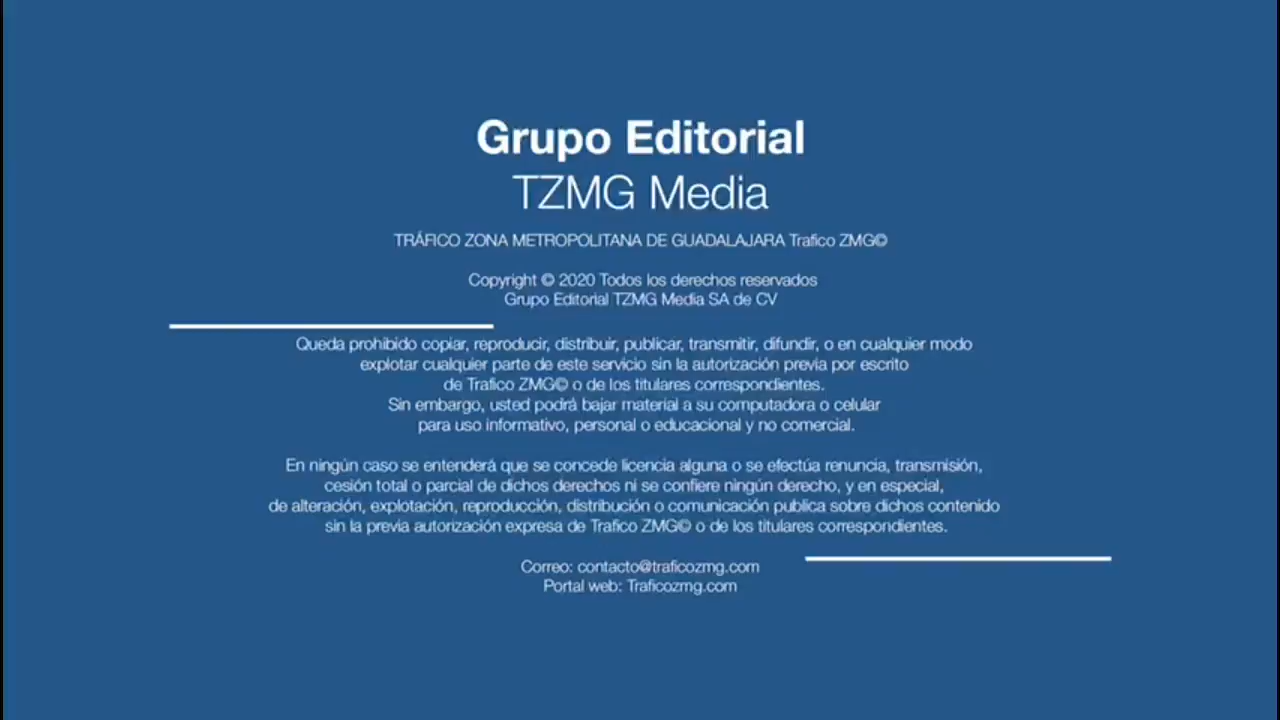 Grupo Editorial
TZMG Media
TRÁFICO ZONA METROPOLITANA DE GUADALAJARA Trafico ZMG©
Copyright © 2020 Todos los derechos reservados
Grupo Editorial TZMG Media SA de CV
Queda prohibido copiar, reproducir, distribuir, publicar, transmitir, difundir, o en cualquier modo
explotar cualquier parte de este servicio sin la autorización previa por escrito
de Trafico ZMG© o de los titulares correspondientes.
Sin embargo, usted podrá bajar material a su computadora o celular
para uso informativo, personal o educacional y no comercial.
En ningún caso se entenderá que se concede licencia alguna o se efectúa renuncia, transmisión,
cesión total o parcial de dichos derechos ni se confiere ningún derecho, y en especial,
de alteración, explotación, reproducción, distribución o comunicación publica sobre dichos contenido
sin la previa autorización expresa de Trafico ZMG© o de los titulares correspondientes.
Correo: contacto@traficozmg.com
Portal web: Traficozmg.com